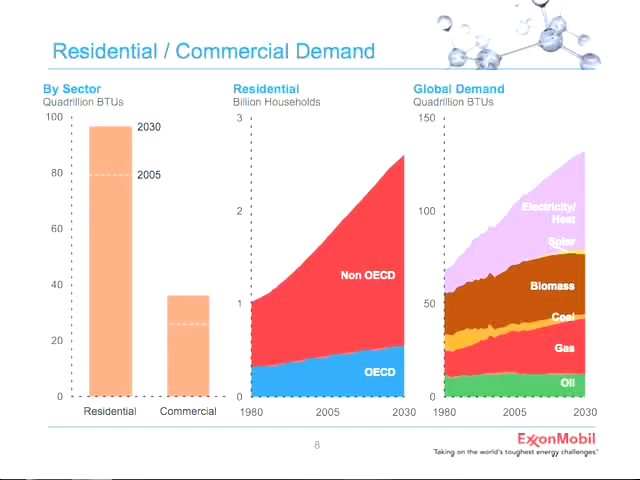 Residential / Commercial Demand
By Sector
Quadrillion BTUs
100
80
60
40
20
0
2030
2005
Residential
Commercial
Residential
Billion Households
3
2
1
0
Non OECD
OECD
1980
2005
2030
Global Demand
Quadrillion BTUs
150
100
50
0
Electricity/
Heat
Solar
Biomass
Coal
Gas
Oil
1980
2005
2030
8
ExxonMobil
"Taking on the world's toughest energy challenges."